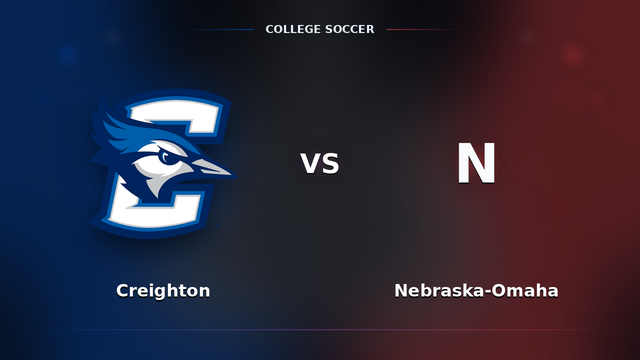 COLLEGE SOCCER
C
VS
N
Creighton
Nebraska-Omaha